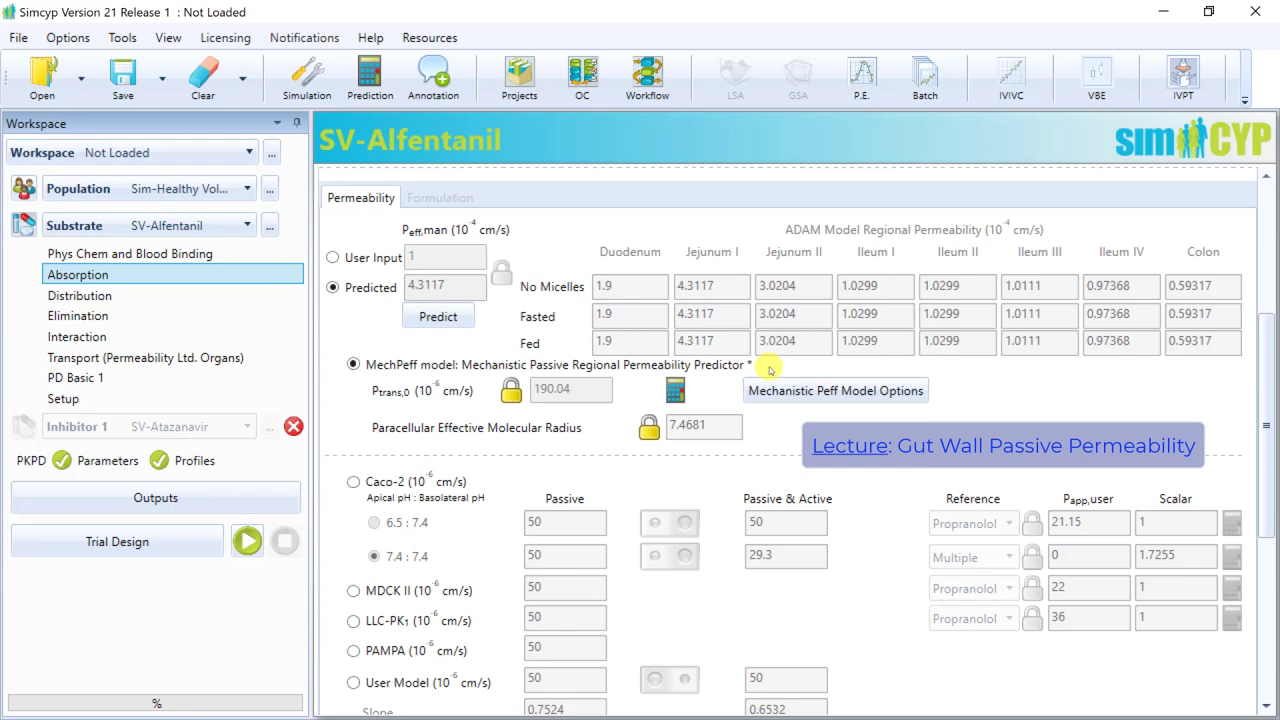 Simcyp Version 21 Release 1 : Not Loaded
File Options Tools View Licensing Notifications Help Resources
Open Save Clear Simulation Prediction Annotation Projects OC Workflow LSA GSA P.E. Batch IVIVC VBE IVPT
Workspace
Workspace Not Loaded ...
Population Sim-Healthy Vol... ...
Substrate SV-Alfentanil ...
Phys Chem and Blood Binding
Absorption
Distribution
Elimination
Interaction
Transport (Permeability Ltd. Organs)
PD Basic 1
Setup
Inhibitor 1 SV-Atazanavir ...
PKPD Parameters Profiles
Outputs
Trial Design
%
SV-Alfentanil
simCYP
Permeability Formulation
Peff,man (10-4 cm/s) ADAM Model Regional Permeability (10-4 cm/s)
Duodenum Jejunum I Jejunum II Ileum I Ileum II Ileum III Ileum IV Colon
User Input 1
Predicted 4.3117 No Micelles 1.9 4.3117 3.0204 1.0299 1.0299 1.0111 0.97368 0.59317
Predict Fasted 1.9 4.3117 3.0204 1.0299 1.0299 1.0111 0.97368 0.59317
Fed 1.9 4.3117 3.0204 1.0299 1.0299 1.0111 0.97368 0.59317
MechPeff model: Mechanistic Passive Regional Permeability Predictor *
Ptrans,0 (10-6 cm/s) 190.04 Mechanistic Peff Model Options
Paracellular Effective Molecular Radius 7.4681
Lecture: Gut Wall Passive Permeability
Caco-2 (10-6 cm/s)
Apical pH : Basolateral pH Passive Passive & Active Reference Papp,user Scalar
6.5 : 7.4 50 50 Propranolol 21.15 1
7.4 : 7.4 50 29.3 Multiple 0 1.7255
MDCK II (10-6 cm/s) 50 Propranolol 22 1
LLC-PK1 (10-6 cm/s) 50 Propranolol 36 1
PAMPA (10-6 cm/s) 50
User Model (10-6 cm/s) 50 50
Slope 0.7524 0.6532